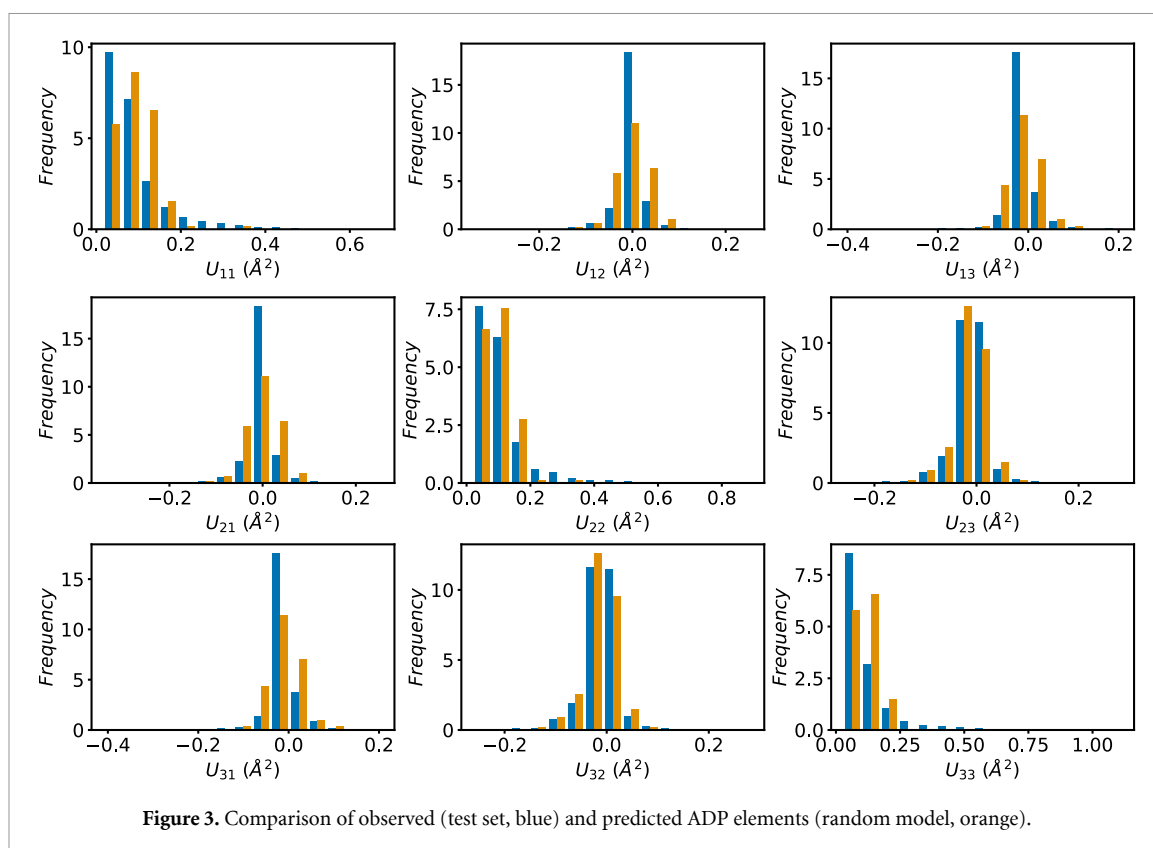 10
5
0
Frequency
0.0 0.2 0.4 0.6
U11 (Å²)
15
10
5
0
Frequency
−0.2 0.0 0.2
U12 (Å²)
15
10
5
0
Frequency
−0.4 −0.2 0.0 0.2
U13 (Å²)
15
10
5
0
Frequency
−0.2 0.0 0.2
U21 (Å²)
7.5
5.0
2.5
0.0
Frequency
0.0 0.2 0.4 0.6 0.8
U22 (Å²)
10
5
0
Frequency
−0.2 0.0 0.2
U23 (Å²)
15
10
5
0
Frequency
−0.4 −0.2 0.0 0.2
U31 (Å²)
10
5
0
Frequency
−0.2 0.0 0.2
U32 (Å²)
7.5
5.0
2.5
0.0
Frequency
0.00 0.25 0.50 0.75 1.00
U33 (Å²)
Figure 3. Comparison of observed (test set, blue) and predicted ADP elements (random model, orange).